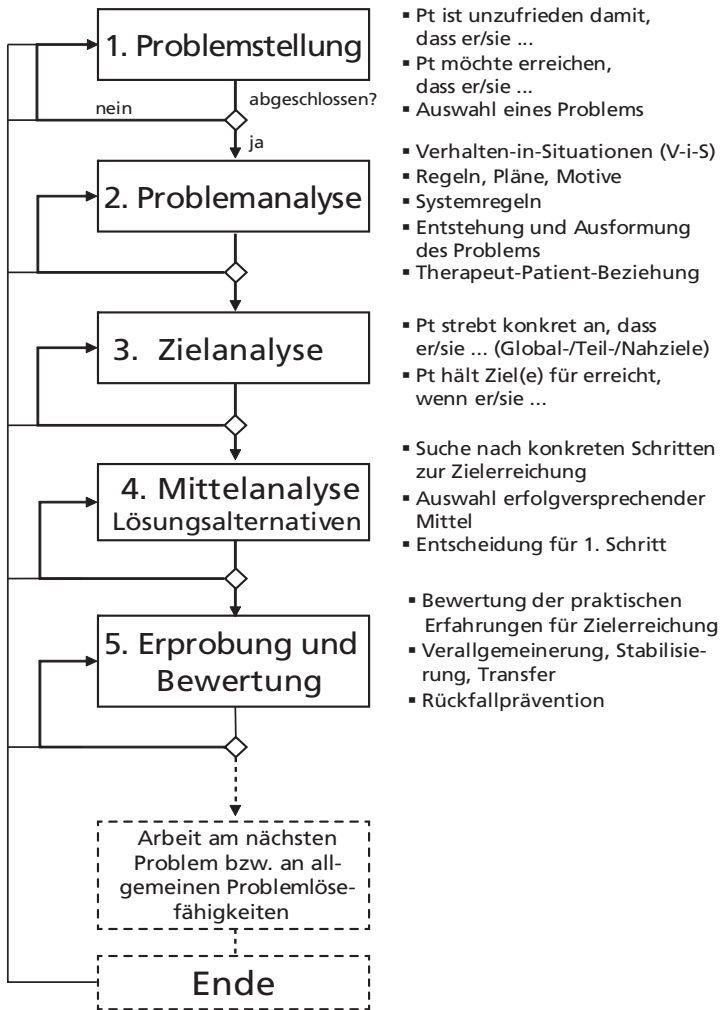 1. Problemstellung
▪ Pt ist unzufrieden damit,
dass er/sie ...
▪ Pt möchte erreichen,
dass er/sie ...
▪ Auswahl eines Problems
abgeschlossen?
nein
ja
2. Problemanalyse
▪ Verhalten-in-Situationen (V-i-S)
▪ Regeln, Pläne, Motive
▪ Systemregeln
▪ Entstehung und Ausformung
des Problems
▪ Therapeut-Patient-Beziehung
3. Zielanalyse
▪ Pt strebt konkret an, dass
er/sie ... (Global-/Teil-/Nahziele)
▪ Pt hält Ziel(e) für erreicht,
wenn er/sie ...
4. Mittelanalyse
Lösungsalternativen
▪ Suche nach konkreten Schritten
zur Zielerreichung
▪ Auswahl erfolgversprechender
Mittel
▪ Entscheidung für 1. Schritt
5. Erprobung und
Bewertung
▪ Bewertung der praktischen
Erfahrungen für Zielerreichung
▪ Verallgemeinerung, Stabilisie-
rung, Transfer
▪ Rückfallprävention
Arbeit am nächsten
Problem bzw. an all-
gemeinen Problemlöse-
fähigkeiten
Ende